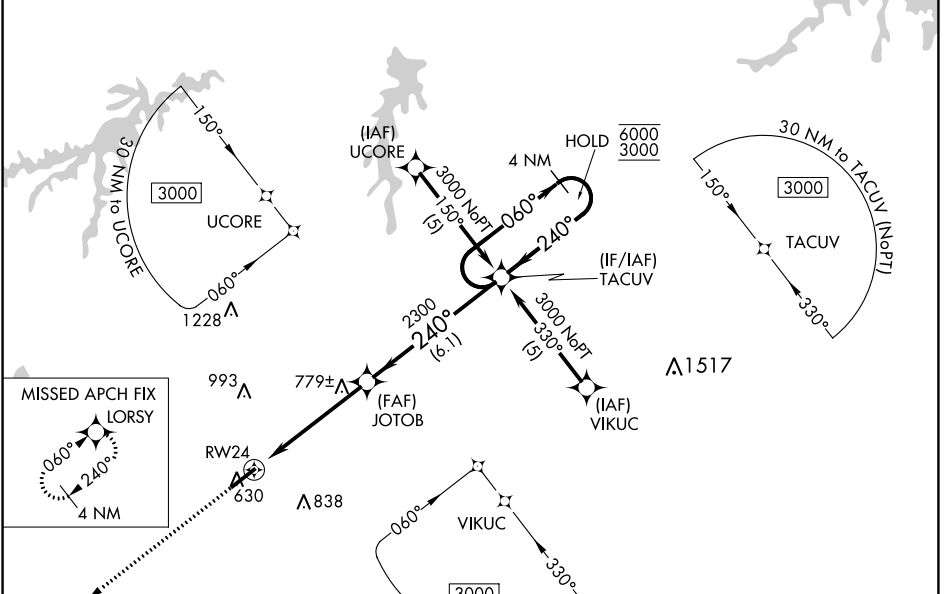 150°
30 NM to UCORE
3000
UCORE
060°
1228
(IAF)
UCORE
3000 NoPT
150°
(5)
4 NM
HOLD
6000
3000
060°
240°
(IF/IAF)
TACUV
30 NM to TACUV (NoPT)
150°
3000
TACUV
330°
2300
240°
(6.1)
3000 NoPT
330°
(5)
(IAF)
VIKUC
1517
993
779±
(FAF)
JOTOB
MISSED APCH FIX
LORSY
060°
240°
4 NM
RW24
630
838
060°
VIKUC
330°
3000